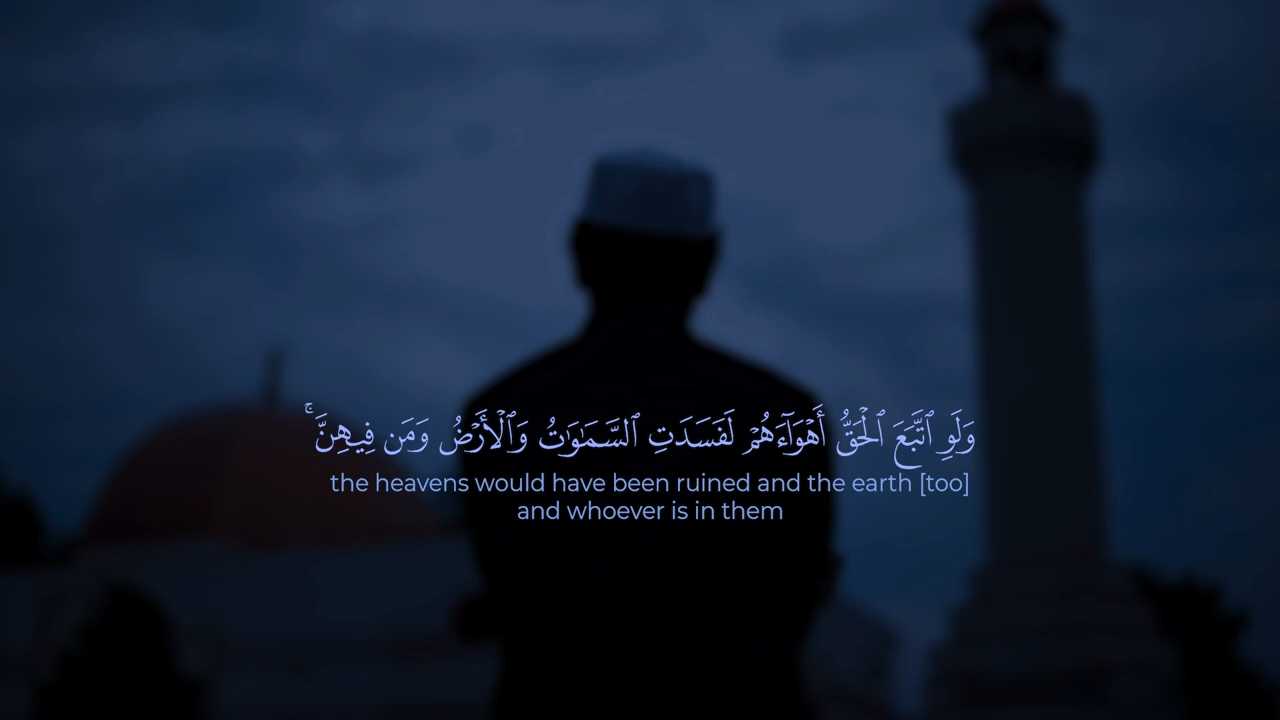 وَلَوِ ٱتَّبَعَ ٱلْحَقُّ أَهْوَآءَهُمْ لَفَسَدَتِ ٱلسَّمَـٰوَٰتُ وَٱلْأَرْضُ وَمَن فِيهِنَّ ۚ
the heavens would have been ruined and the earth [too]
and whoever is in them